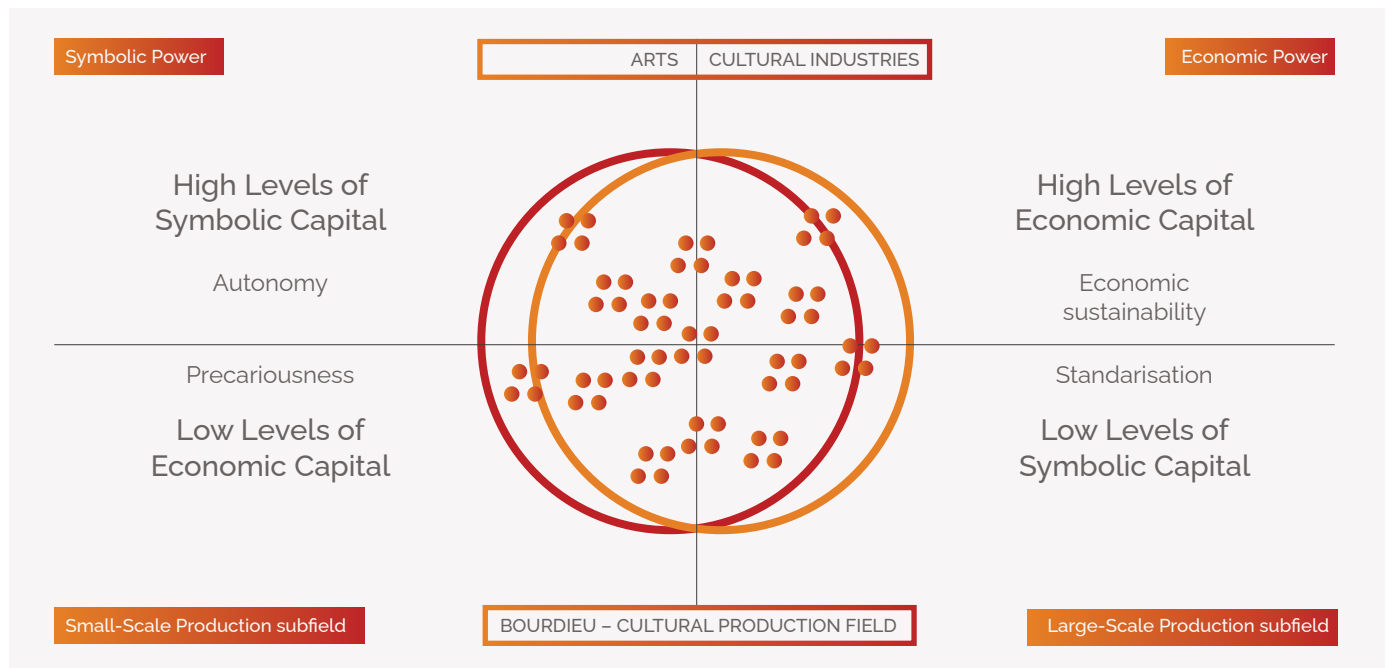 Symbolic Power
ARTS
CULTURAL INDUSTRIES
Economic Power
High Levels of
Symbolic Capital
Autonomy
High Levels of
Economic Capital
Economic
sustainability
Precariousness
Low Levels of
Economic Capital
Standarisation
Low Levels of
Symbolic Capital
Small-Scale Production subfield
BOURDIEU – CULTURAL PRODUCTION FIELD
Large-Scale Production subfield